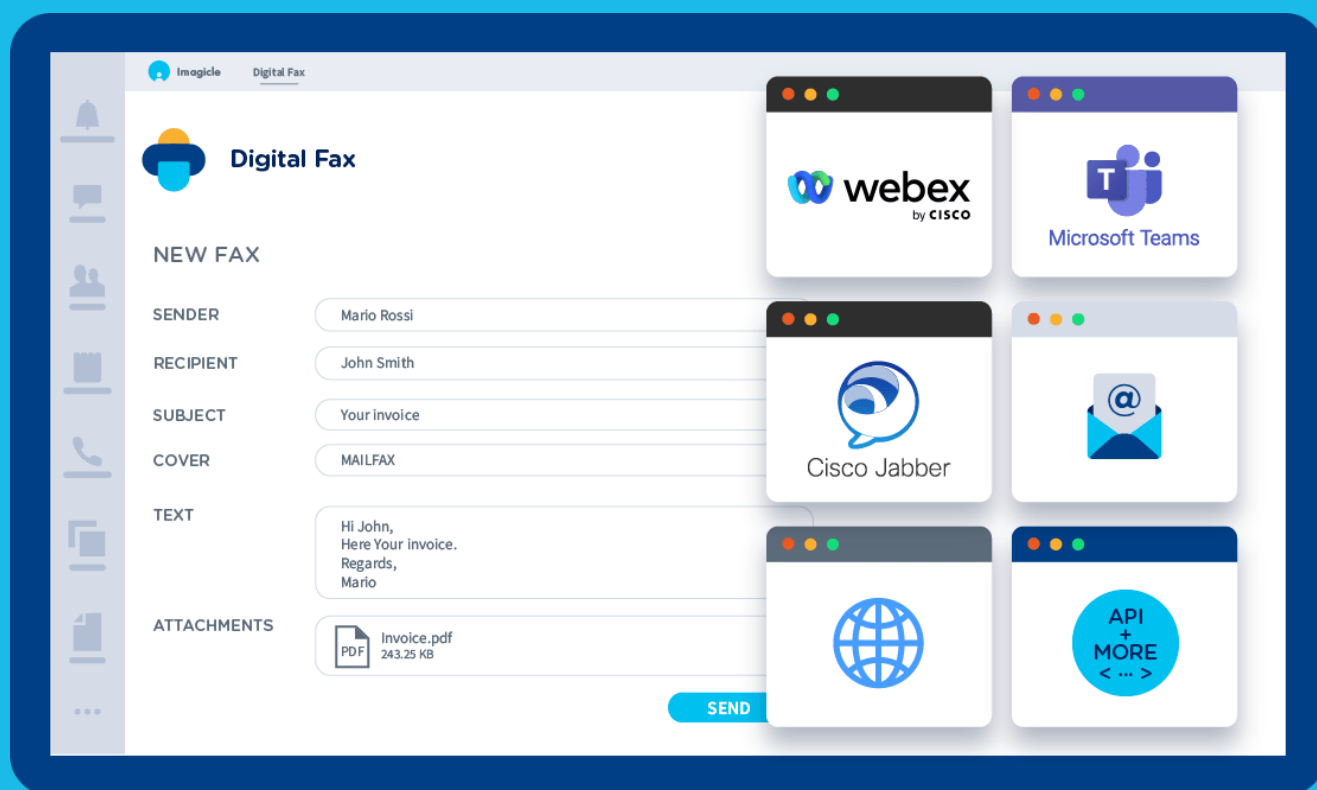 Imagicle Digital Fax
Digital Fax
NEW FAX
SENDER Mario Rossi
RECIPIENT John Smith
SUBJECT Your invoice
COVER MAILFAX
TEXT Hi John,
Here Your invoice.
Regards,
Mario
ATTACHMENTS PDF Invoice.pdf
243.25 KB
SEND
webex
by CISCO
T
Microsoft Teams
Cisco Jabber
@
API
+
MORE
< ... >